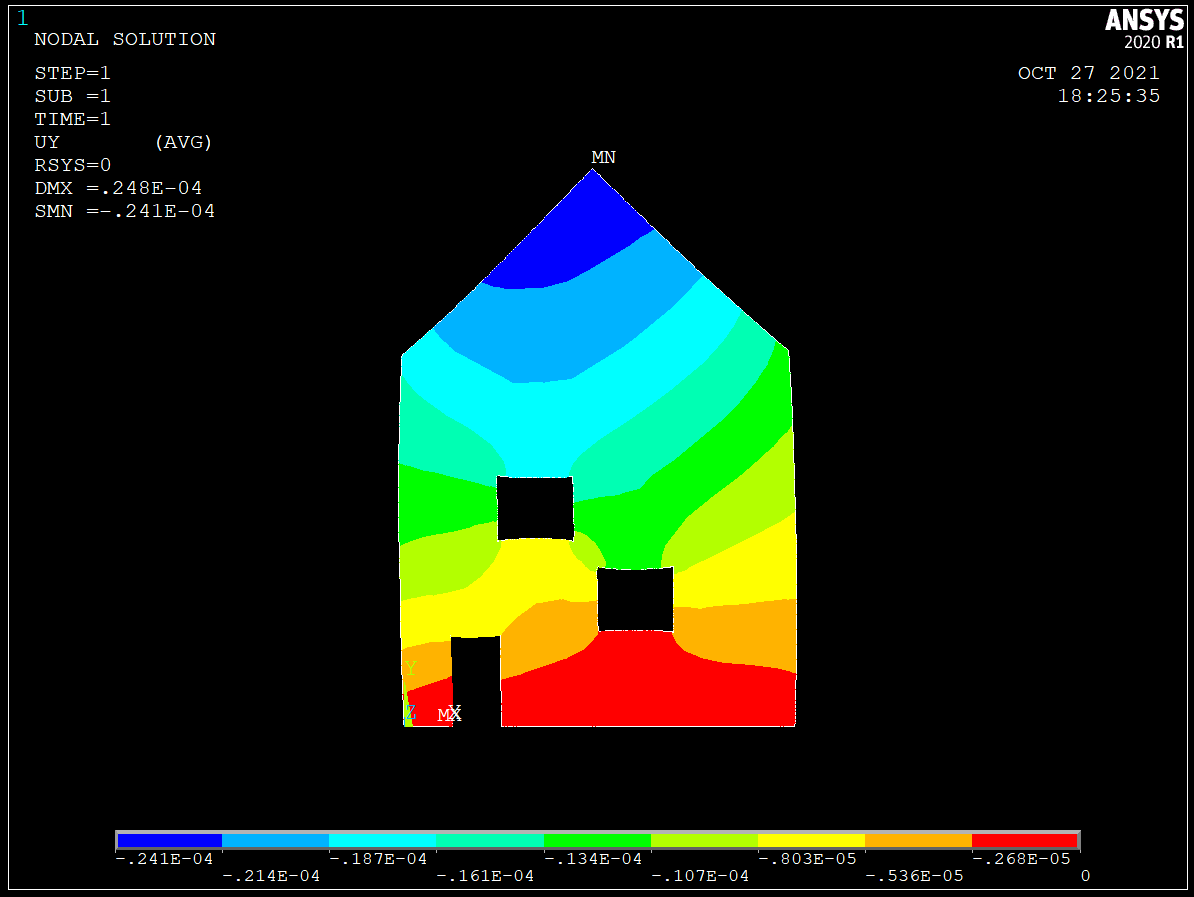 1
ANSYS
2020 R1
NODAL SOLUTION
STEP=1
SUB =1
TIME=1
UY (AVG)
RSYS=0
DMX =.248E-04
SMN =-.241E-04
OCT 27 2021
18:25:35
MN
Y
Z
MX
X
-.241E-04
-.214E-04
-.187E-04
-.161E-04
-.134E-04
-.107E-04
-.803E-05
-.536E-05
-.268E-05
0